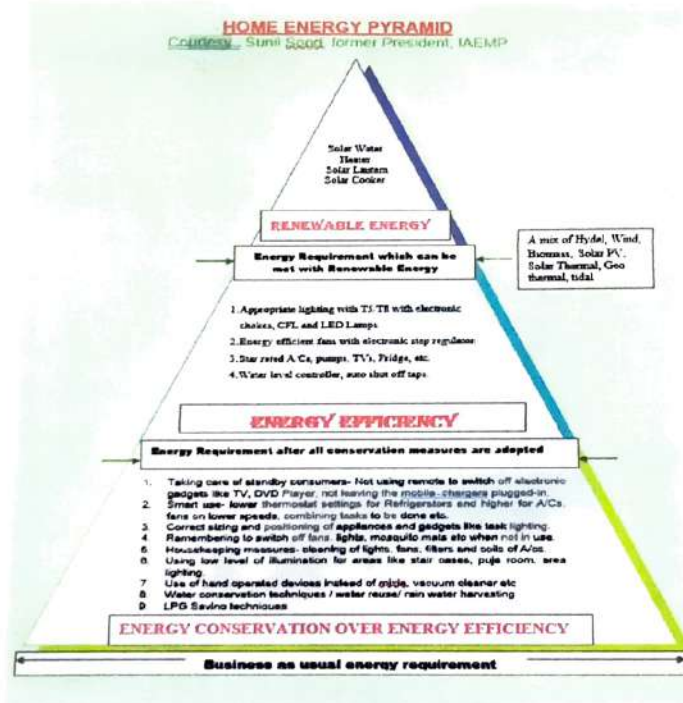 HOME ENERGY PYRAMID
Courtesy Sunil Sood, former President, IAEMP
Solar Water
Heater
Solar Lantern
Solar Cooker
RENEWABLE ENERGY
Energy Requirement which can be
met with Renewable Energy
A mix of Hydel, Wind,
Biomass, Solar PV,
Solar Thermal, Geo
thermal, tidal
1. Appropriate lighting with T5/T8 with electronic
chokes, CFL and LED Lamps
2. Energy efficient fans with electronic step regulator
3. Star rated A/Cs, pumps, TVs, Fridge, etc.
4. Water level controller, auto shut off taps.
ENERGY EFFICIENCY
Energy Requirement after all conservation measures are adopted
1. Taking care of standby consumers- Not using remote to switch off electronic
gadgets like TV, DVD Player, not leaving the mobile chargers plugged-in.
2. Smart use- lower thermostat settings for Refrigerators and higher for A/Cs,
fans on lower speeds, combining tasks to be done etc.
3. Correct sizing and positioning of appliances and gadgets like task lighting.
4. Remembering to switch off fans, lights, mosquito mats etc when not in use.
5. Housekeeping measures- cleaning of lights, fans, filters and coils of A/cs.
6. Using low level of illumination for areas like stair cases, puja room, area
lighting.
7 Use of hand operated devices instead of mixie, vacuum cleaner etc
8 Water conservation techniques / water reuse/ rain water harvesting
9 LPG Saving techniques
ENERGY CONSERVATION OVER ENERGY EFFICIENCY
Business as usual energy requirement